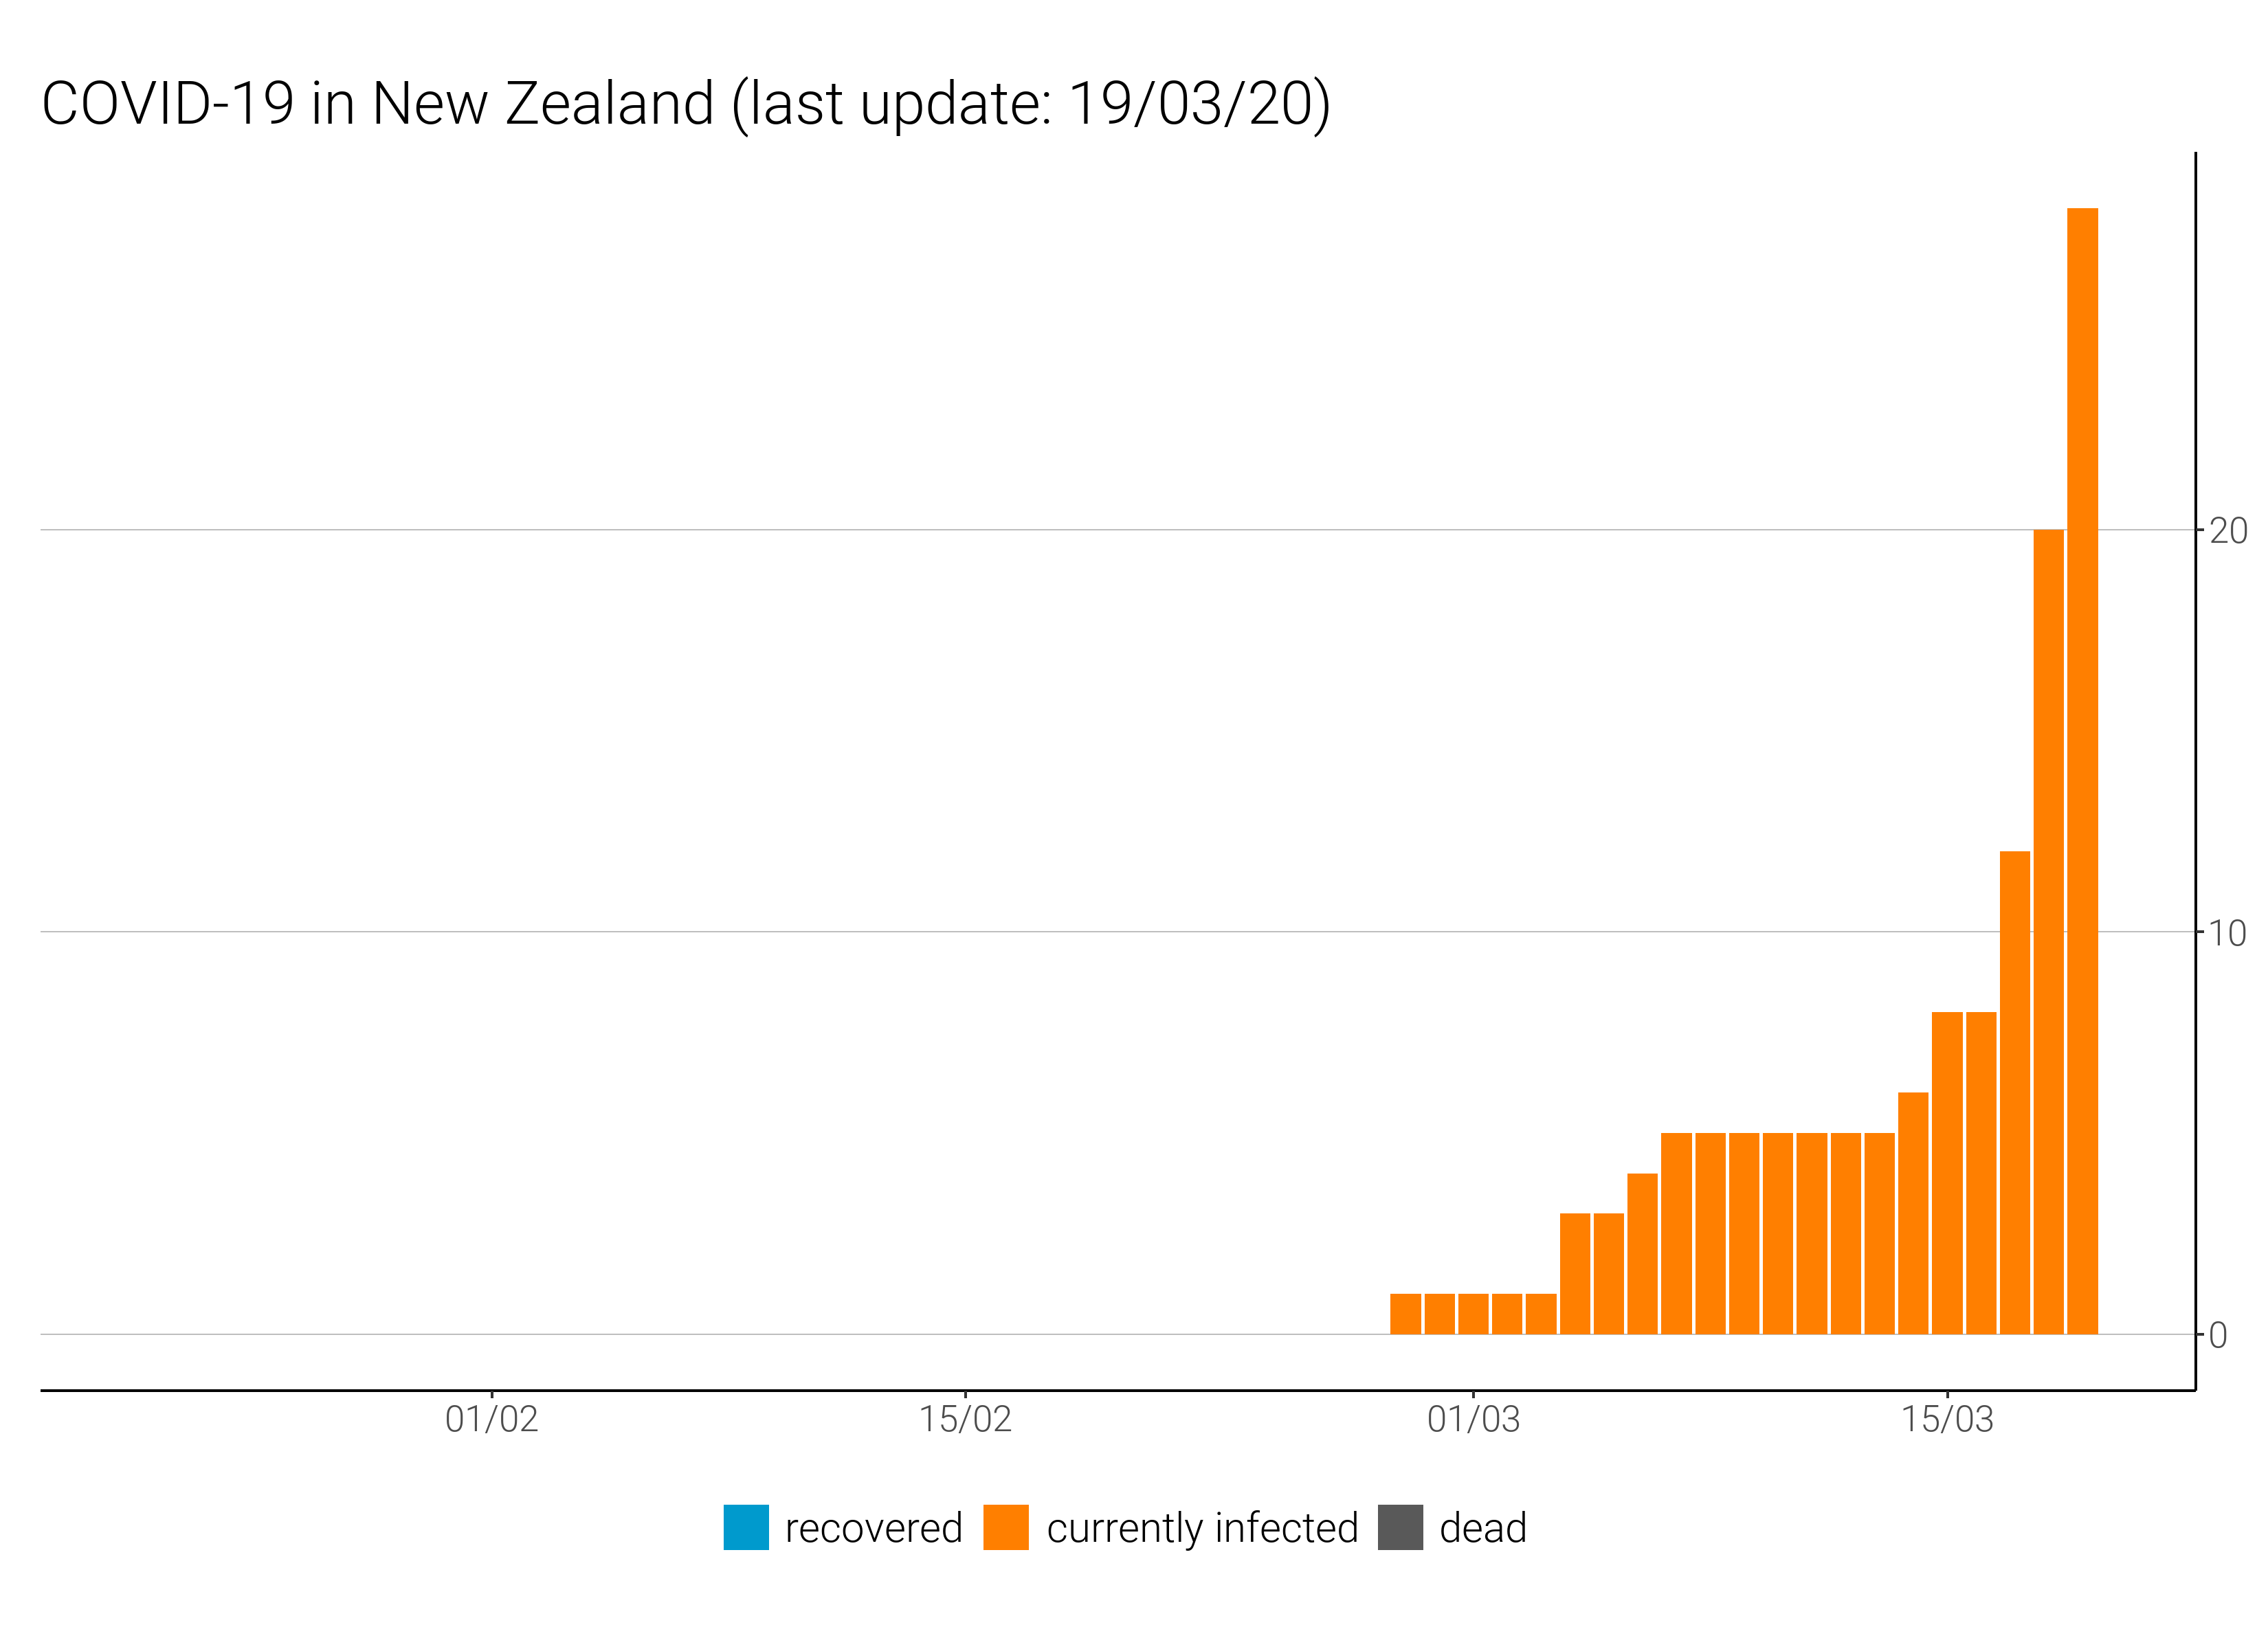 COVID-19 in New Zealand (last update: 19/03/20)
20
10
0
01/02 15/02 01/03 15/03
recovered currently infected dead